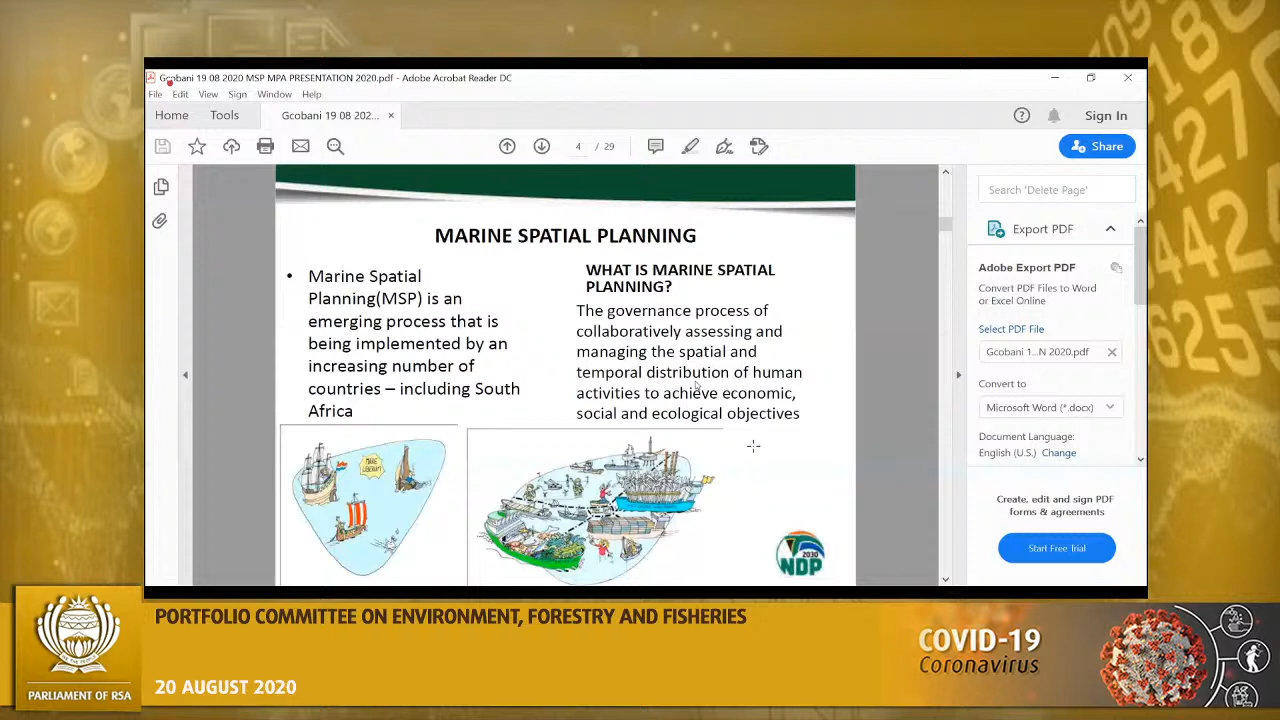 Gcobani 19 08 2020 MSP MPA PRESENTATION 2020.pdf - Adobe Acrobat Reader DC
File Edit View Sign Window Help
Home Tools Gcobani 19 08 202... × Sign In
4 / 29 Share
Search 'Delete Page'
Export PDF
Adobe Export PDF
Convert PDF Files to Word
or Excel Online
Select PDF File
Gcobani 1...N 2020.pdf
Convert to
Microsoft Word (*.docx)
Document Language:
English (U.S.) Change
Create, edit and sign PDF
forms & agreements
Start Free Trial
MARINE SPATIAL PLANNING
• Marine Spatial
Planning(MSP) is an
emerging process that is
being implemented by an
increasing number of
countries – including South
Africa
WHAT IS MARINE SPATIAL
PLANNING?
The governance process of
collaboratively assessing and
managing the spatial and
temporal distribution of human
activities to achieve economic,
social and ecological objectives
MARE
LIBERUM
2030
NDP
PORTFOLIO COMMITTEE ON ENVIRONMENT, FORESTRY AND FISHERIES
20 AUGUST 2020
PARLIAMENT OF RSA
COVID-19
Coronavirus